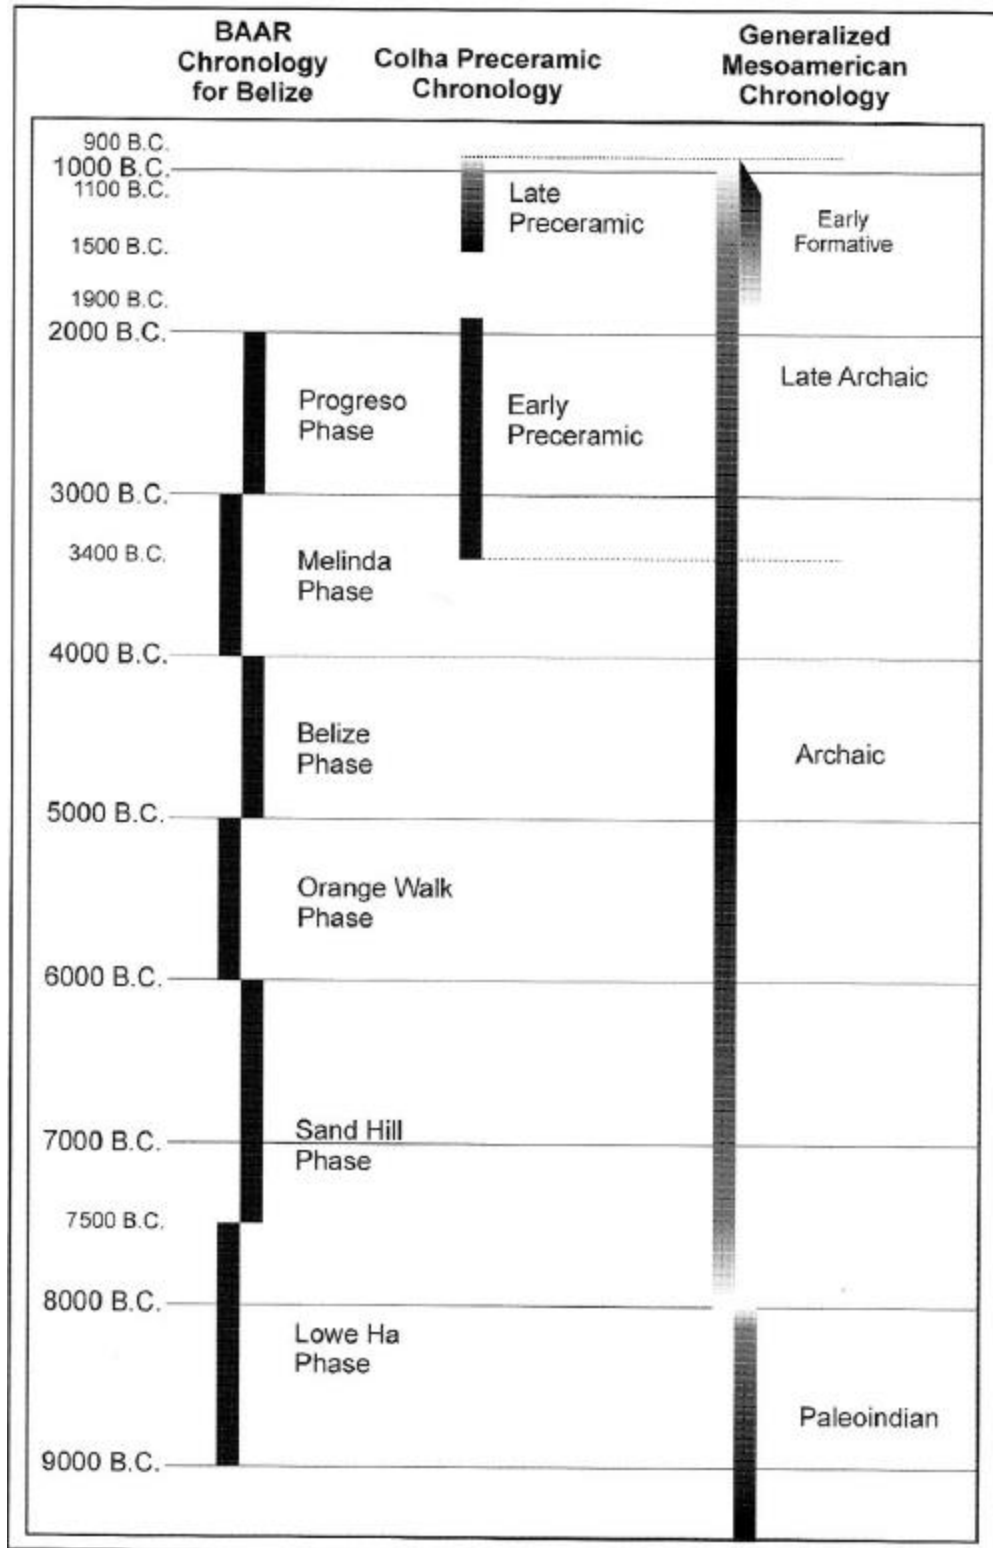 BAAR
Chronology
for Belize
Colha Preceramic
Chronology
Generalized
Mesoamerican
Chronology
900 B.C.
1000 B.C.
1100 B.C.
1500 B.C.
1900 B.C.
2000 B.C.
3000 B.C.
3400 B.C.
4000 B.C.
5000 B.C.
6000 B.C.
7000 B.C.
7500 B.C.
8000 B.C.
9000 B.C.
Progreso
Phase
Melinda
Phase
Belize
Phase
Orange Walk
Phase
Sand Hill
Phase
Lowe Ha
Phase
Late
Preceramic
Early
Preceramic
Early
Formative
Late Archaic
Archaic
Paleoindian